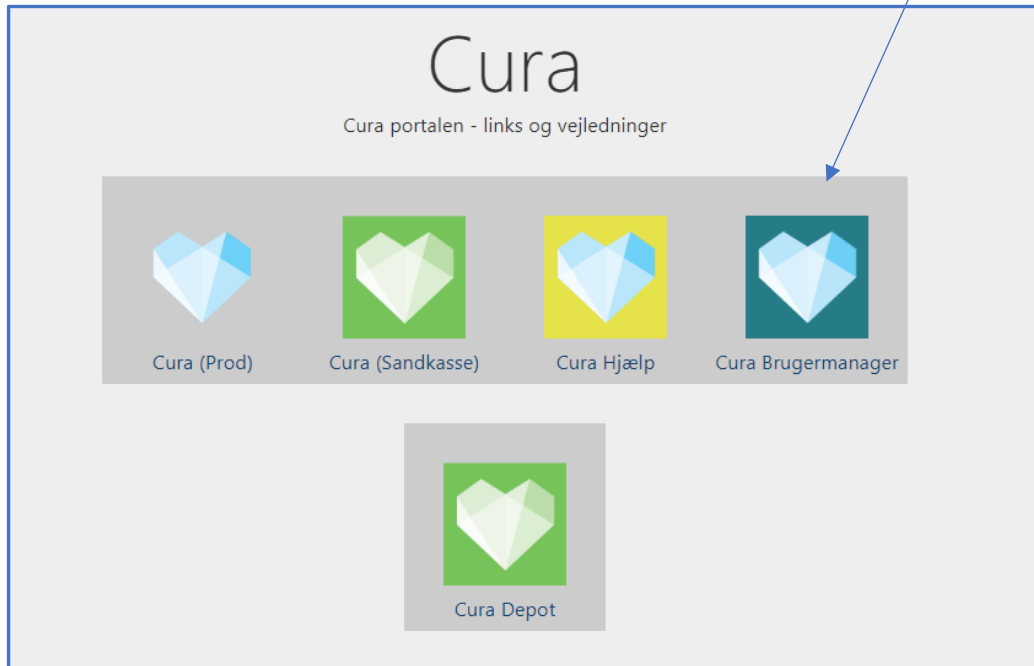 Cura
Cura portalen - links og vejledninger
Cura (Prod)
Cura (Sandkasse)
Cura Hjælp
Cura Brugermanager
Cura Depot